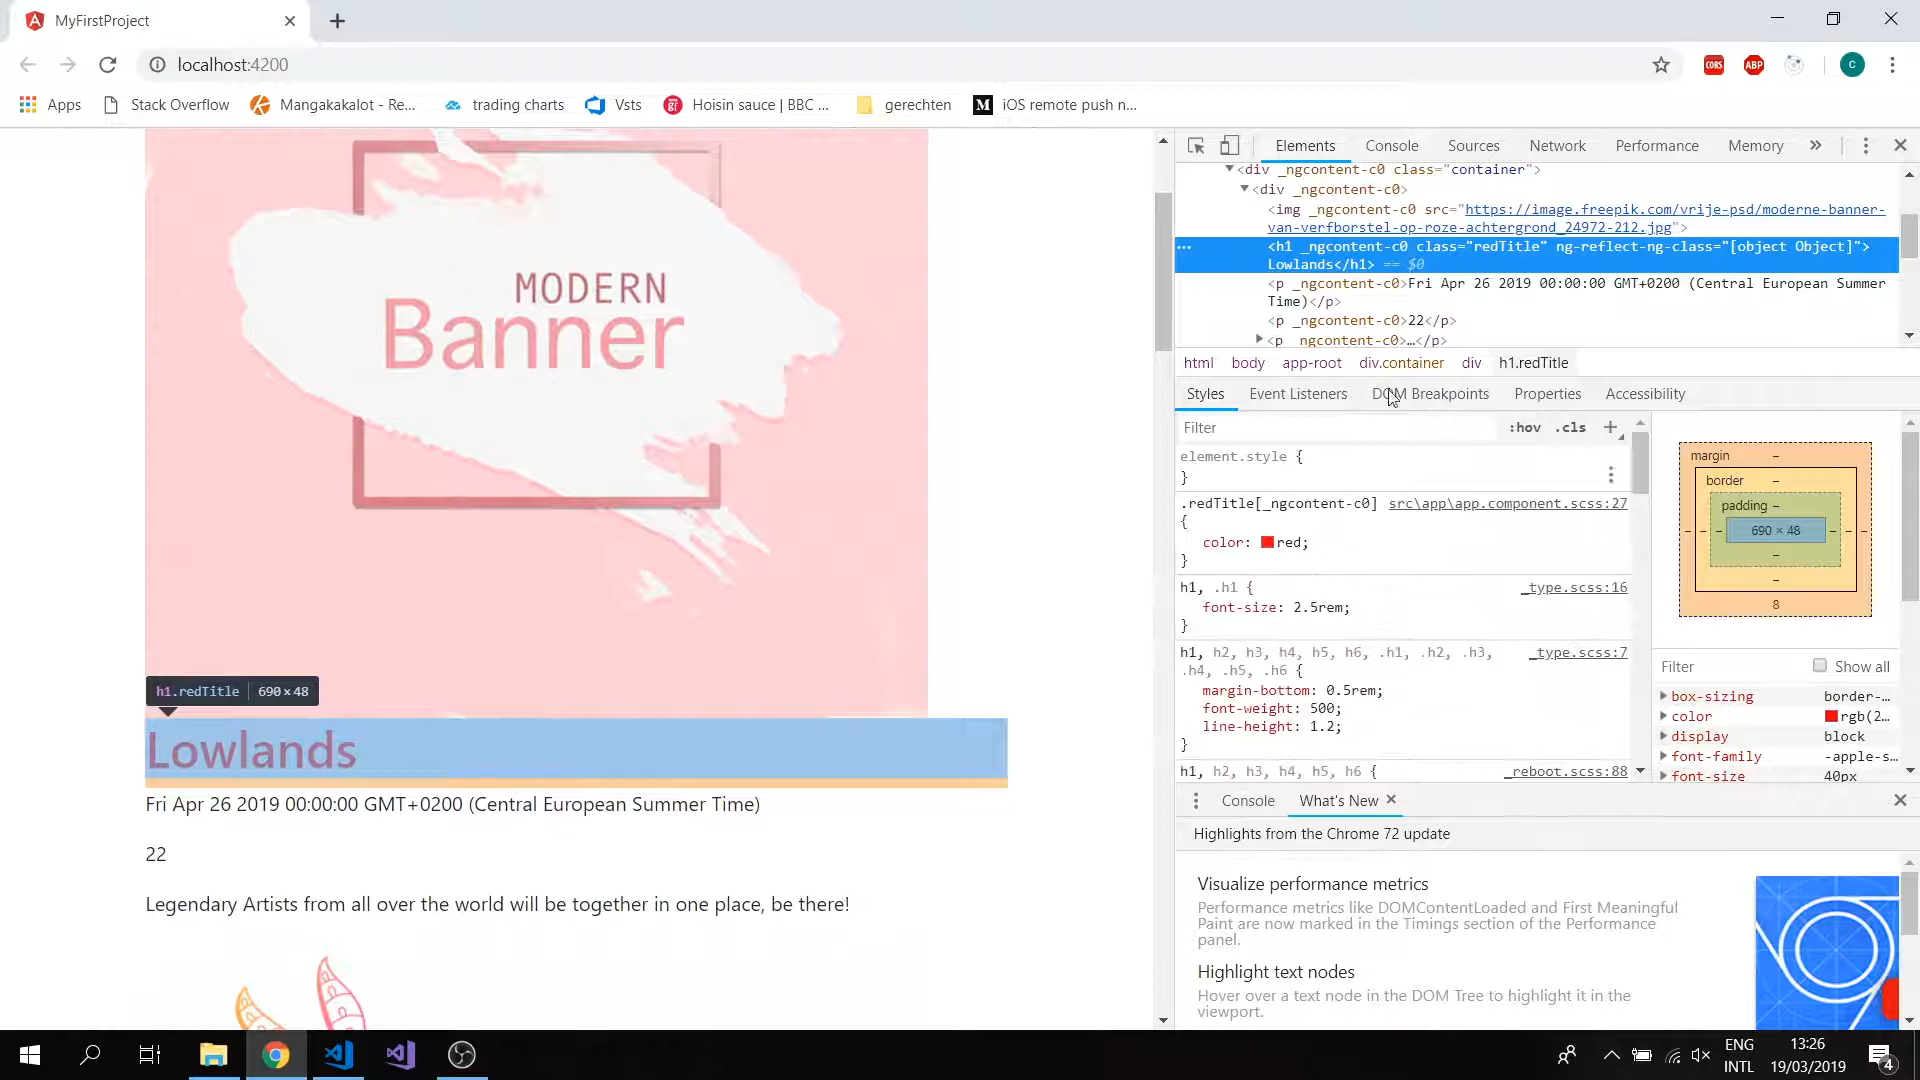 MyFirstProject
localhost:4200
CORS
ABP
C
Apps
Stack Overflow
Mangakakalot - Re...
trading charts
Vsts
Hoisin sauce | BBC ...
gerechten
M
iOS remote push n...
MODERN
Banner
h1.redTitle
690×48
Lowlands
Fri Apr 26 2019 00:00:00 GMT+0200 (Central European Summer Time)
22
Legendary Artists from all over the world will be together in one place, be there!
Elements
Console
Sources
Network
Performance
Memory
»
<div _ngcontent-c0 class="container">
<div _ngcontent-c0>
<img _ngcontent-c0 src="https://image.freepik.com/vrije-psd/moderne-banner-
van-verfborstel-op-roze-achtergrond_24972-212.jpg">
<h1 _ngcontent-c0 class="redTitle" ng-reflect-ng-class="[object Object]">
Lowlands</h1> == $0
<p _ngcontent-c0>Fri Apr 26 2019 00:00:00 GMT+0200 (Central European Summer
Time)</p>
<p _ngcontent-c0>22</p>
<p _ngcontent-c0>…</p>
html
body
app-root
div.container
div
h1.redTitle
Styles
Event Listeners
DOM Breakpoints
Properties
Accessibility
Filter
:hov
.cls
+
element.style {
}
.redTitle[_ngcontent-c0]
src\app\app.component.scss:27
{
color: red;
}
h1, .h1 {
_type.scss:16
font-size: 2.5rem;
}
h1, h2, h3, h4, h5, h6, .h1, .h2, .h3,
_type.scss:7
.h4, .h5, .h6 {
margin-bottom: 0.5rem;
font-weight: 500;
line-height: 1.2;
}
h1, h2, h3, h4, h5, h6 {
_reboot.scss:88
margin
border
padding
690 × 48
8
Filter
Show all
box-sizing
border-…
color
rgb(2…
display
block
font-family
-apple-s…
font-size
40px
Console
What's New
Highlights from the Chrome 72 update
Visualize performance metrics
Performance metrics like DOMContentLoaded and First Meaningful
Paint are now marked in the Timings section of the Performance
panel.
Highlight text nodes
Hover over a text node in the DOM Tree to highlight it in the
viewport.
ENG
INTL
13:26
19/03/2019
4